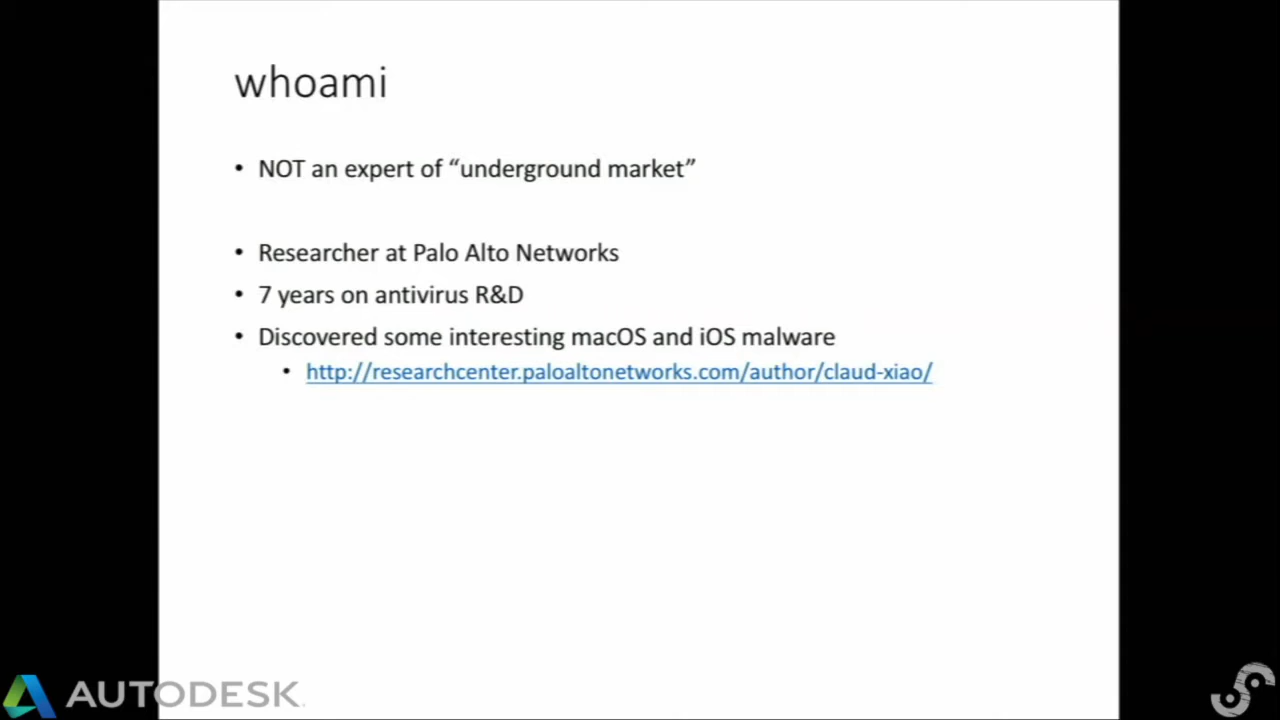 whoami
• NOT an expert of “underground market”
• Researcher at Palo Alto Networks
• 7 years on antivirus R&D
• Discovered some interesting macOS and iOS malware
• http://researchcenter.paloaltonetworks.com/author/claud-xiao/
AUTODESK.